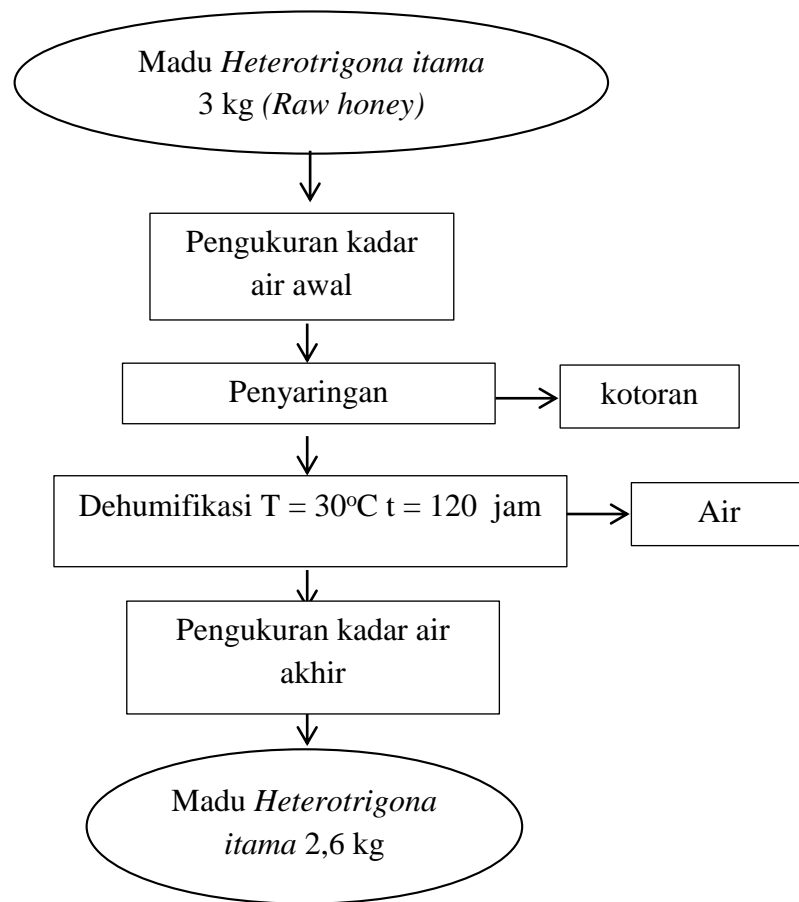 Madu Heterotrigona itama
3 kg (Raw honey)
Pengukuran kadar
air awal
Penyaringan
kotoran
Dehumifikasi T = 30oC t = 120 jam
Air
Pengukuran kadar air
akhir
Madu Heterotrigona
itama 2,6 kg